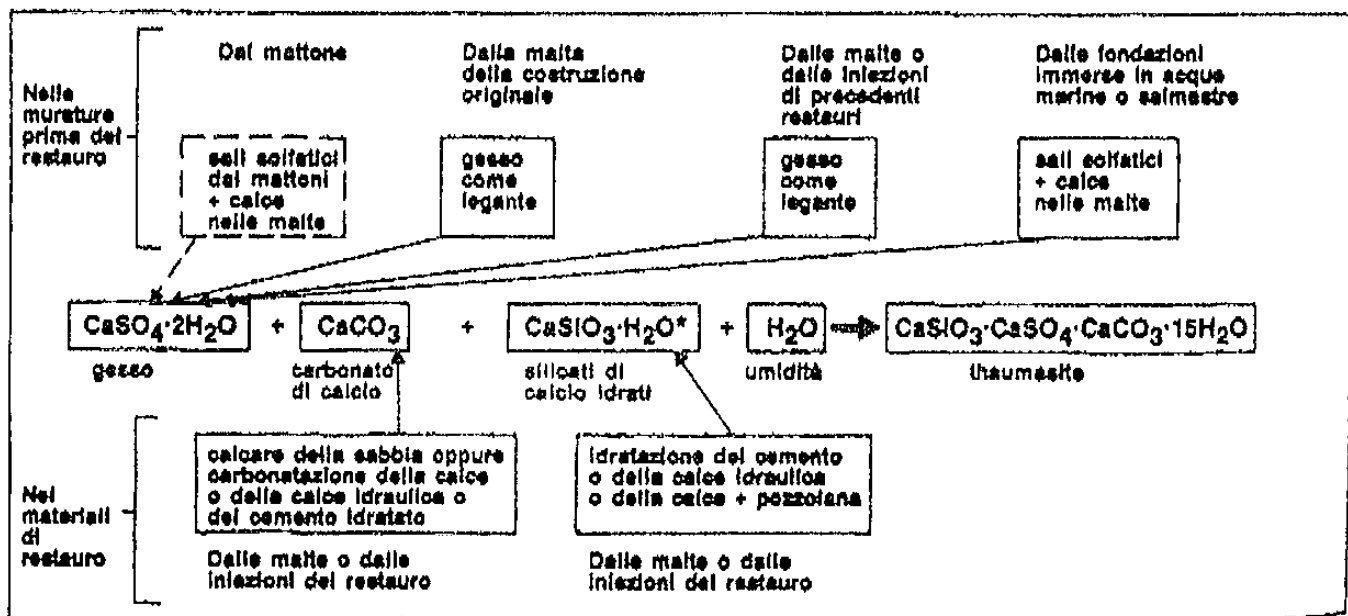 Nelle
murature
prima del
restauro
Dal mattone
Dalla malta
della costruzione
originale
Dalle malte o
dalle iniezioni
di precedenti
restauri
Dalle fondazioni
immerse in acque
marine o salmastre
sali solfatici
dai mattoni
+ calce
nelle malte
gesso
come
legante
gesso
come
legante
sali solfatici
+ calce
nelle malte
CaSO4·2H2O + CaCO3 + CaSIO3·H2O* + H2O CaSIO3·CaSO4·CaCO3·15H2O
gesso
carbonato
di calcio
silicati di
calcio idrati
umidità
thaumasite
Nei
materiali
di
restauro
calcare della sabbia oppure
carbonatazione della calce
o della calce idraulica o
del cemento idratato
idratazione del cemento
o della calce idraulica
o della calce + pozzolana
Dalle malte o dalle
iniezioni del restauro
Dalle malte o dalle
iniezioni del restauro